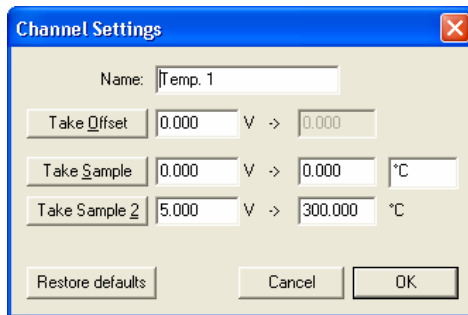 Channel Settings
Name: Temp. 1
Take Offset 0.000 V -> 0.000
Take Sample 0.000 V -> 0.000 °C
Take Sample 2 5.000 V -> 300.000 °C
Restore defaults Cancel OK